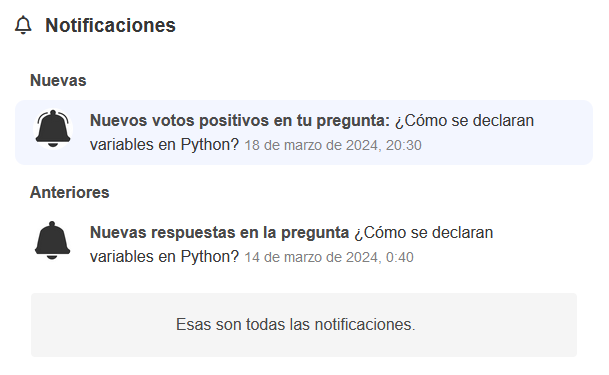 Notificaciones
Nuevas
Nuevos votos positivos en tu pregunta: ¿Cómo se declaran
variables en Python? 18 de marzo de 2024, 20:30
Anteriores
Nuevas respuestas en la pregunta ¿Cómo se declaran
variables en Python? 14 de marzo de 2024, 0:40
Esas son todas las notificaciones.